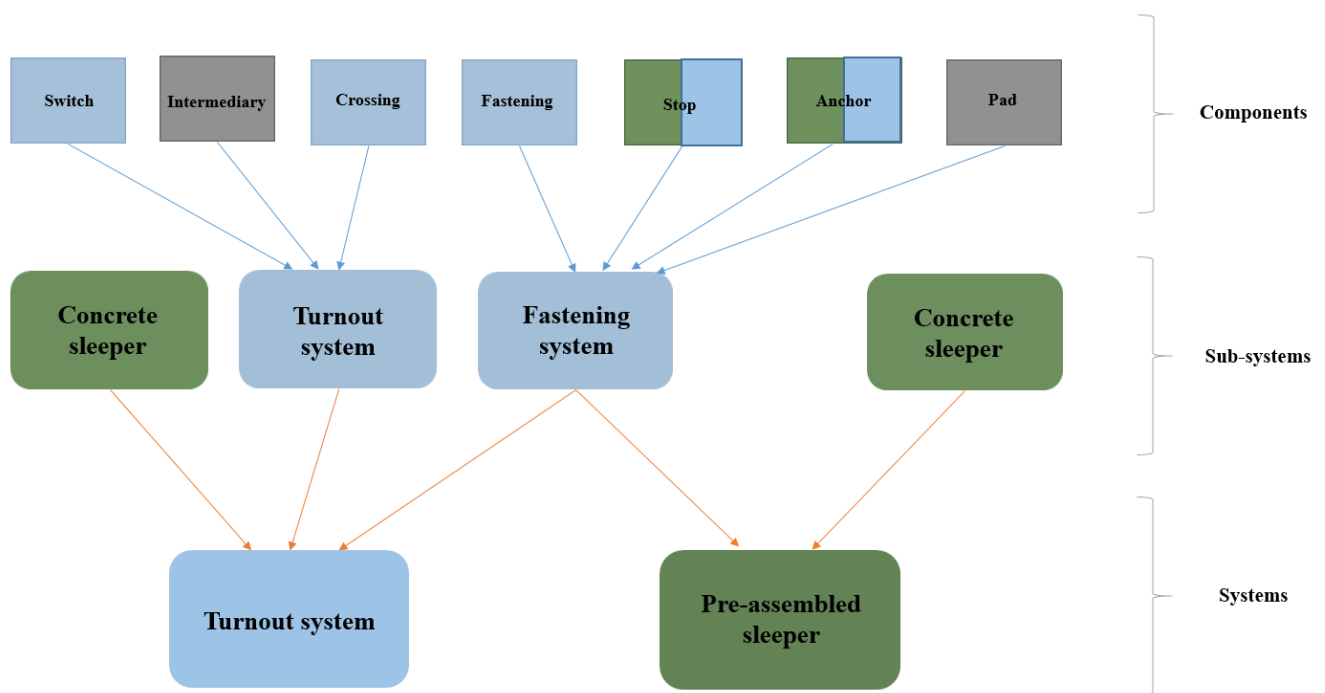 Switch
Intermediary
Crossing
Fastening
Stop
Anchor
Pad
Components
Concrete
sleeper
Turnout
system
Fastening
system
Concrete
sleeper
Sub-systems
Turnout system
Pre-assembled
sleeper
Systems